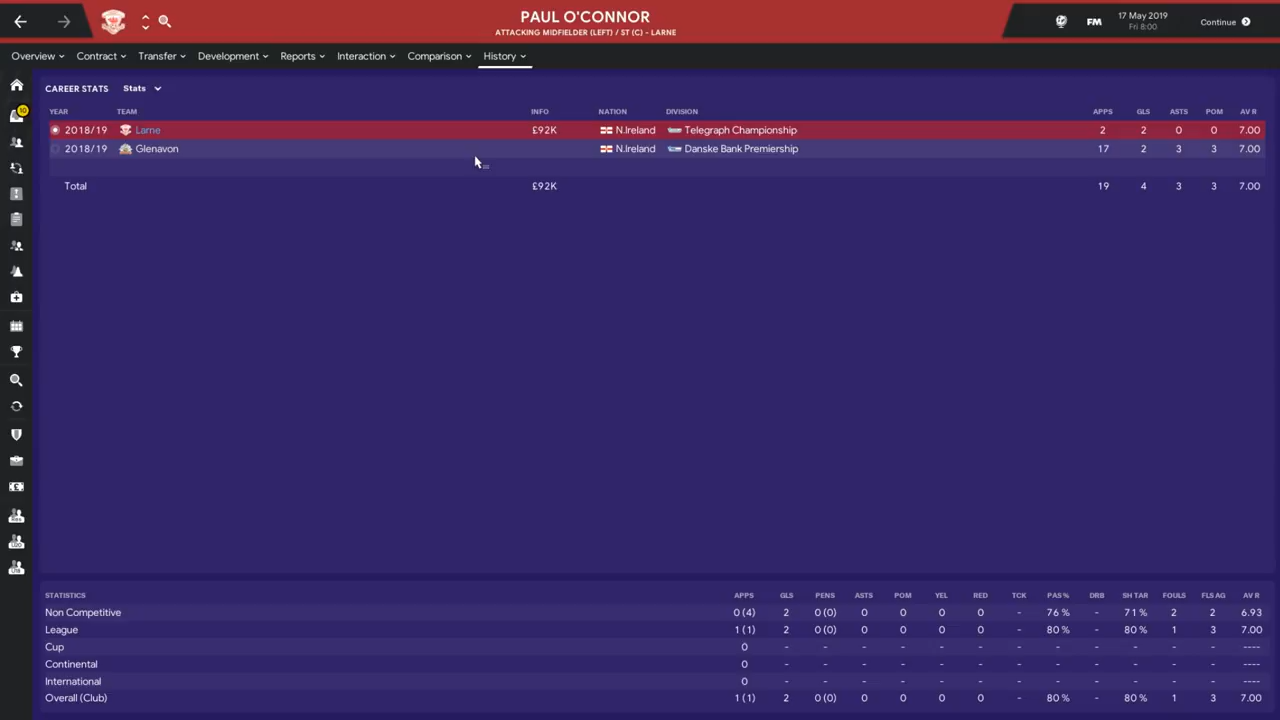 PAUL O'CONNOR
ATTACKING MIDFIELDER (LEFT) / ST (C) - LARNE
FM
17 May 2019
Fri 8:00
Continue
Overview Contract Transfer Development Reports Interaction Comparison History
CAREER STATS Stats
YEAR TEAM INFO NATION DIVISION APPS GLS ASTS POM AV R
2018/19 Larne £92K N.Ireland Telegraph Championship 2 2 0 0 7.00
2018/19 Glenavon N.Ireland Danske Bank Premiership 17 2 3 3 7.00
Total £92K 19 4 3 3 7.00
STATISTICS APPS GLS PENS ASTS POM YEL RED TCK PAS % DRB SH TAR FOULS FLS AG AV R
Non Competitive 0 (4) 2 0 (0) 0 0 0 0 - 76 % - 71 % 2 2 6.93
League 1 (1) 2 0 (0) 0 0 0 0 - 80 % - 80 % 1 3 7.00
Cup 0 - - - - - - - - - - - - ----
Continental 0 - - - - - - - - - - - - ----
International 0 - - - - - - - - - - - - ----
Overall (Club) 1 (1) 2 0 (0) 0 0 0 0 - 80 % - 80 % 1 3 7.00